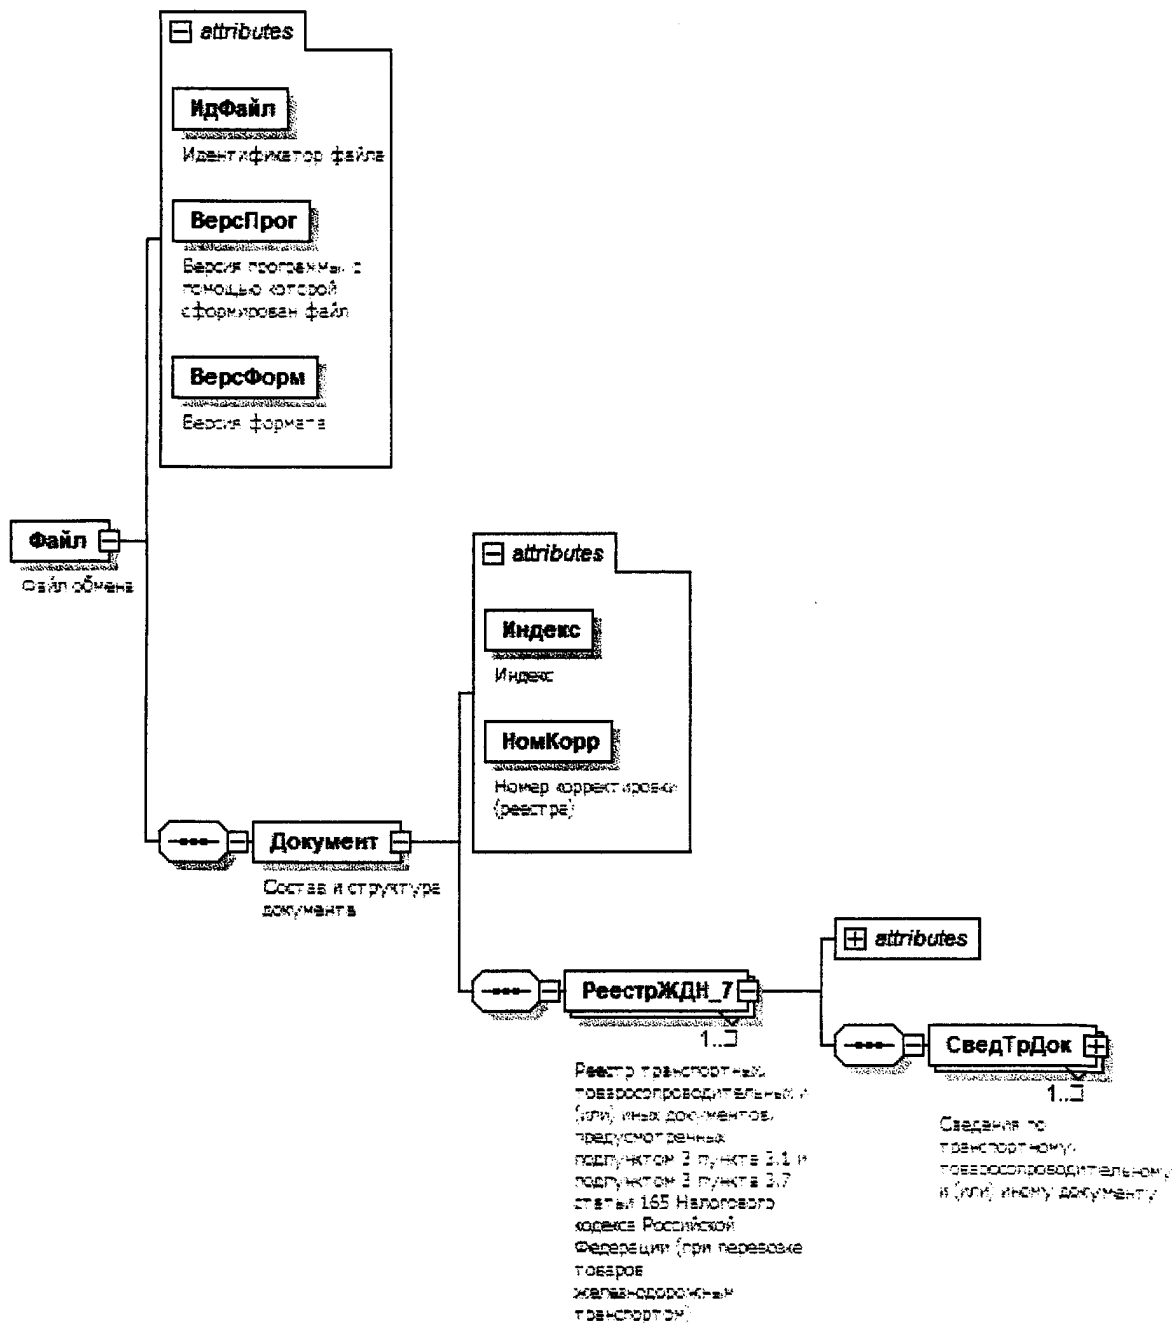 attributes
ИдФайл
Идентификатор файла
ВерсПрог
Версия программы, с
помощью которой
сформирован файл
ВерсФорм
Версия формата
Файл
Файл обмена
attributes
Индекс
Индекс
НомКорр
Номер корректировки
(реестра)
Документ
Состав и структура
документа
attributes
РеестрЖДН_7
1..
Реестр транспортных,
товаросопроводительных и
(или) иных документов,
предусмотренных
подпунктом 3 пункта 3.1 и
подпунктом 3 пункта 3.7
статьи 165 Налогового
кодекса Российской
Федерации (при перевозке
товаров
железнодорожным
транспортом)
СведТрДок
1..
Сведения по
транспортному,
товаросопроводительному
и (или) иному документу